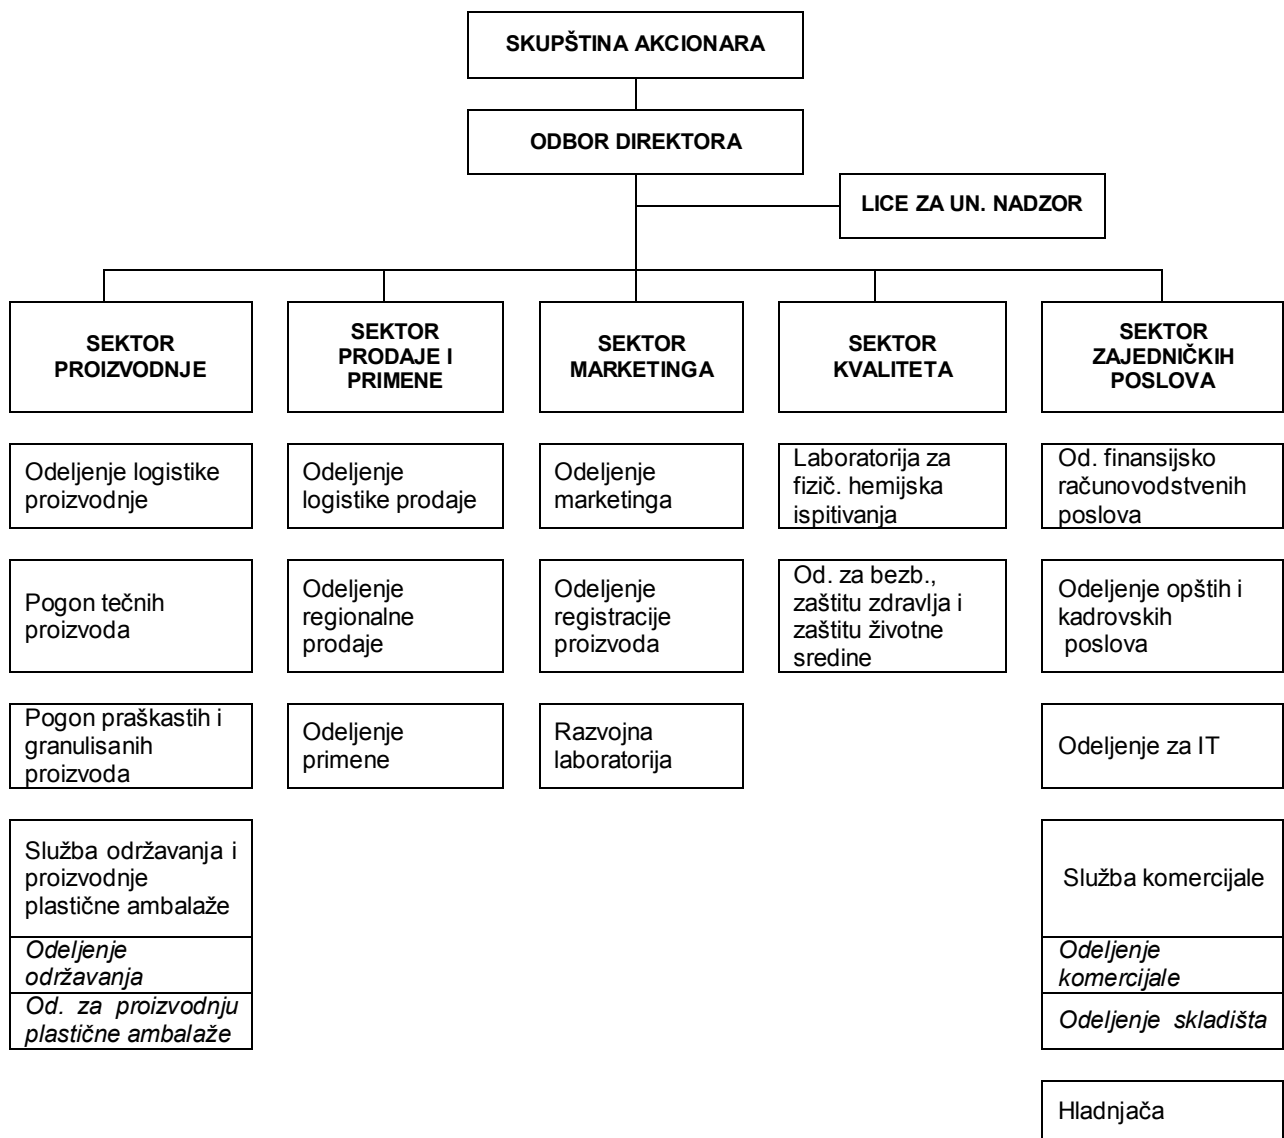 SKUPŠTINA AKCIONARA
ODBOR DIREKTORA
LICE ZA UN. NADZOR
SEKTOR
PROIZVODNJE
SEKTOR
PRODAJE I
PRIMENE
SEKTOR
MARKETINGA
SEKTOR
KVALITETA
SEKTOR
ZAJEDNIČKIH
POSLOVA
Odeljenje logistike
proizvodnje
Odeljenje
logistike prodaje
Odeljenje
marketinga
Laboratorija za
fizič. hemijska
ispitivanja
Od. finansijsko
računovodstvenih
poslova
Pogon tečnih
proizvoda
Odeljenje
regionalne
prodaje
Odeljenje
registracije
proizvoda
Od. za bezb.,
zaštitu zdravlja i
zaštitu životne
sredine
Odeljenje opštih i
kadrovskih
poslova
Pogon praškastih i
granulisanih
proizvoda
Odeljenje
primene
Razvojna
laboratorija
Odeljenje za IT
Služba održavanja i
proizvodnje
plastične ambalaže
Odeljenje
održavanja
Od. za proizvodnju
plastične ambalaže
Služba komercijale
Odeljenje
komercijale
Odeljenje skladišta
Hladnjača